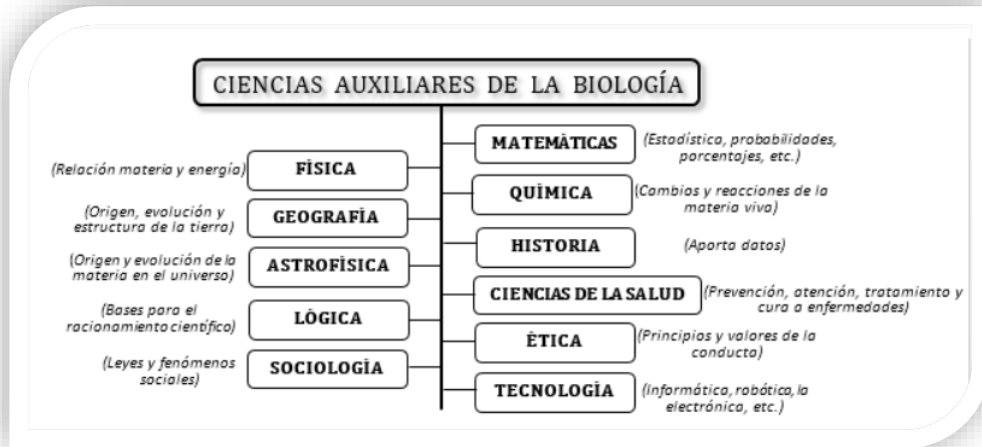 CIENCIAS AUXILIARES DE LA BIOLOGÍA
(Relación materia y energía)
FÌSICA
(Origen, evolución y
estructura de la tierra)
GEOGRAFÌA
(Origen y evolución de la
materia en el universo)
ASTROFÌSICA
(Bases para el
racionamiento científico)
LÒGICA
(Leyes y fenómenos
sociales)
SOCIOLOGÌA
MATEMÀTICAS
(Estadística, probabilidades,
porcentajes, etc.)
QUÌMICA
(Cambios y reacciones de la
materia viva)
HISTORIA
(Aporta datos)
CIENCIAS DE LA SALUD
(Prevención, atención, tratamiento y
cura a enfermedades)
ÈTICA
(Principios y valores de la
conducta)
TECNOLOGÌA
(Informática, robótica, la
electrónica, etc.)